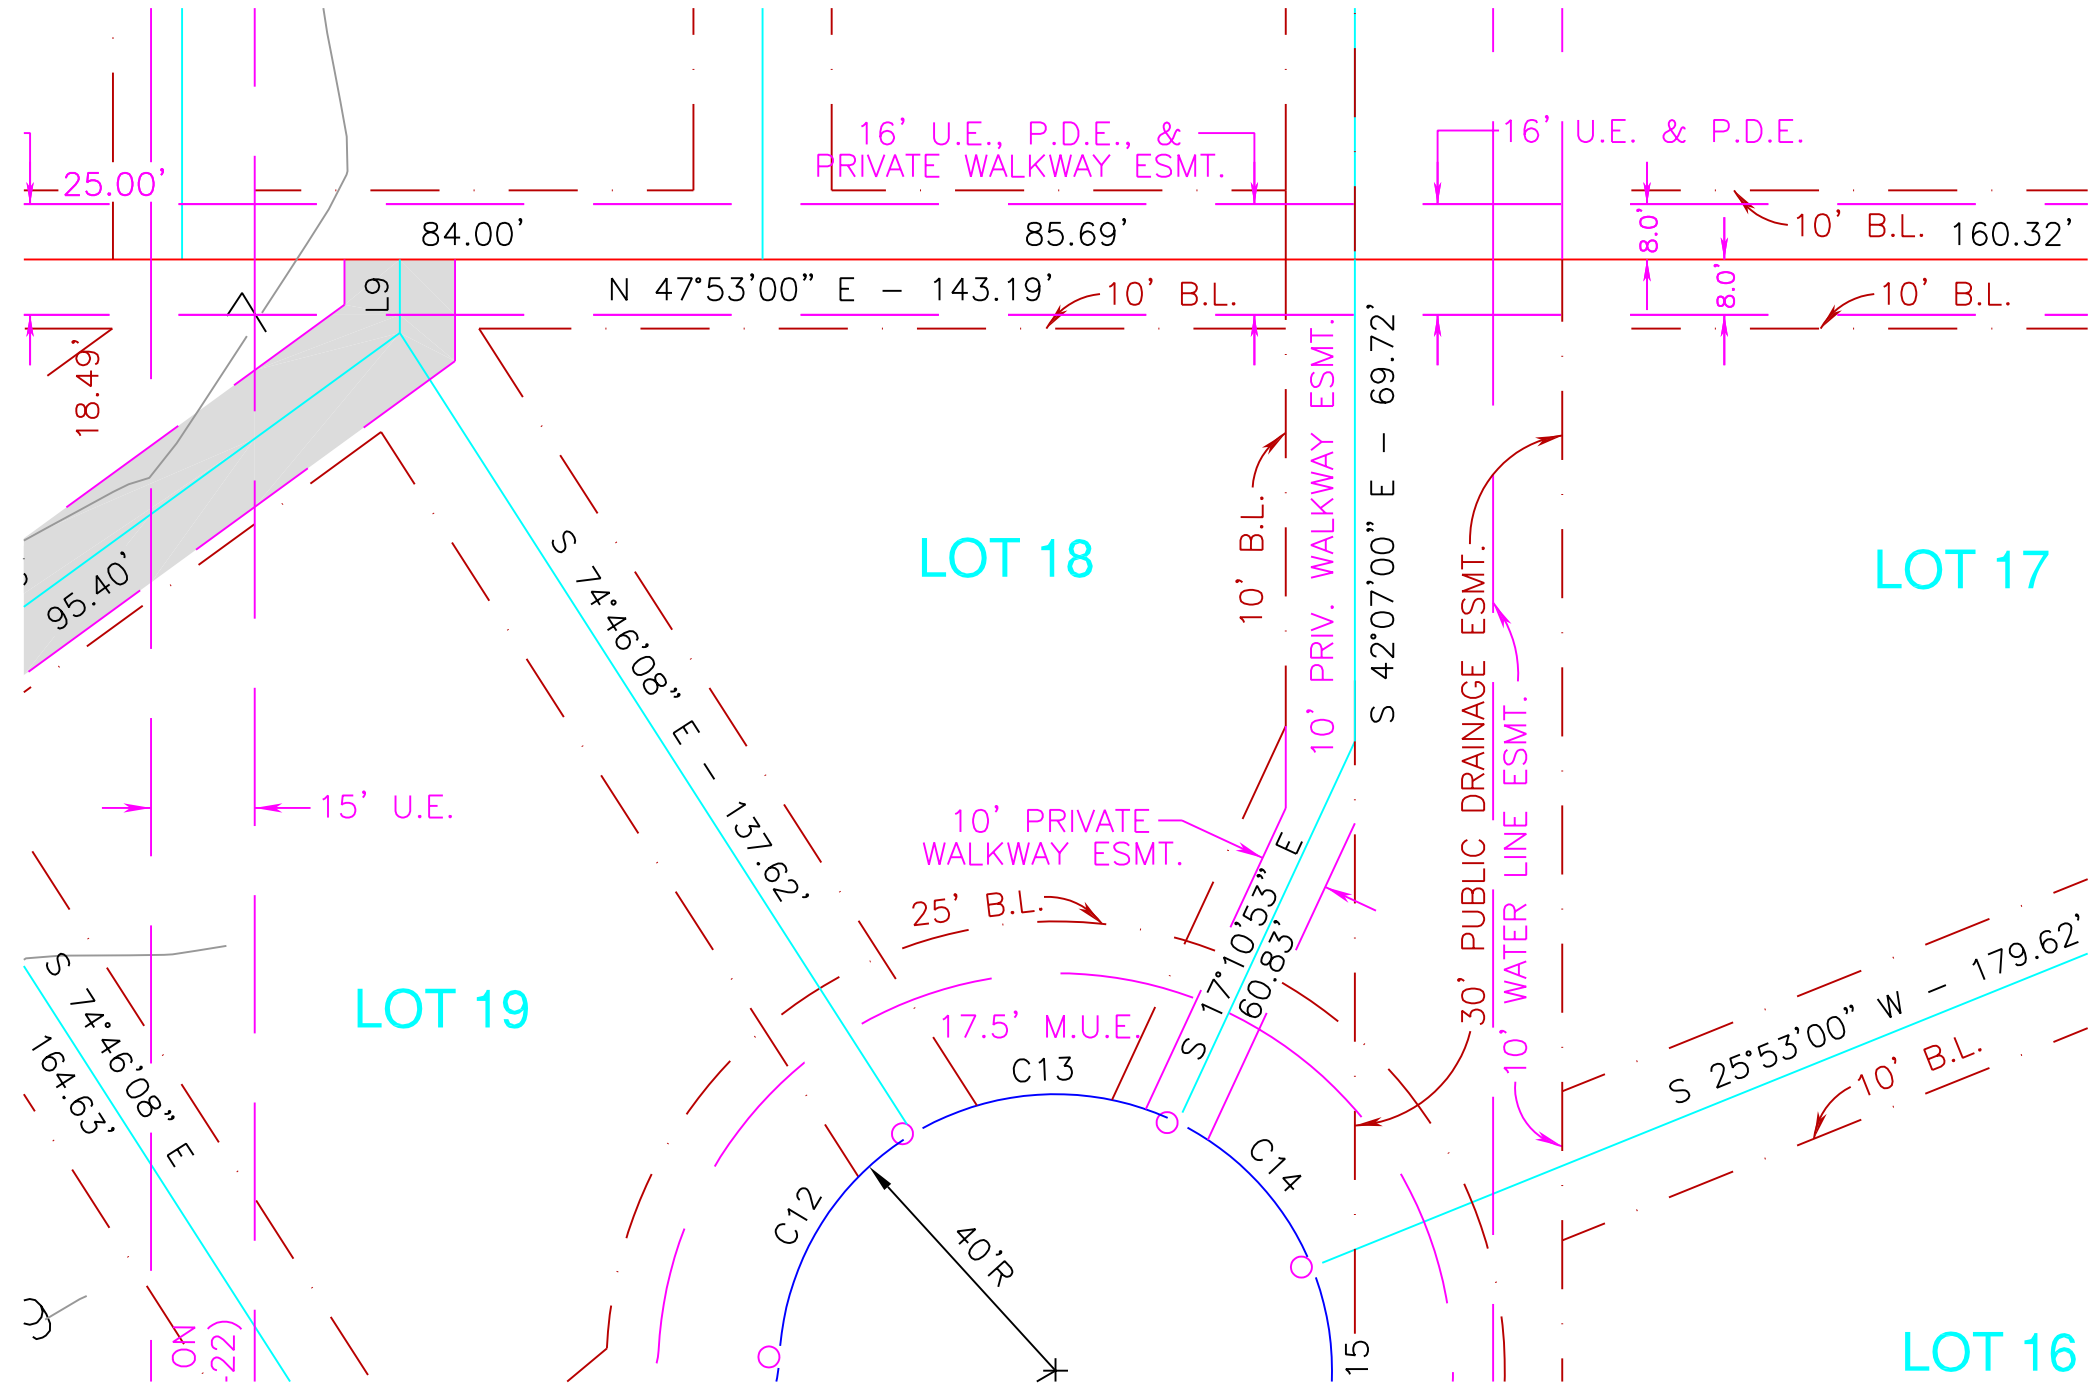 16' U.E., P.D.E., &
PRIVATE WALKWAY ESMT.
16' U.E. & P.D.E.
25.00'
84.00'
85.69'
8.0'
10' B.L.
160.32'
L9
N 47°53'00" E - 143.19'
10' B.L.
8.0'
10' B.L.
18.49'
10' PRIV. WALKWAY ESMT.
S 42°07'00" E - 69.72'
10' B.L.
LOT 18
LOT 17
95.40'
S 74°46'08" E - 137.62'
30' PUBLIC DRAINAGE ESMT.
10' WATER LINE ESMT.
15' U.E.
10' PRIVATE
WALKWAY ESMT.
25' B.L.
S 17°10'53" E
60.83'
LOT 19
S 74°46'08" E
164.63'
17.5' M.U.E.
C13
S 25°53'00" W - 179.62'
10' B.L.
C12
C14
40'R
ON
22)
15
LOT 16